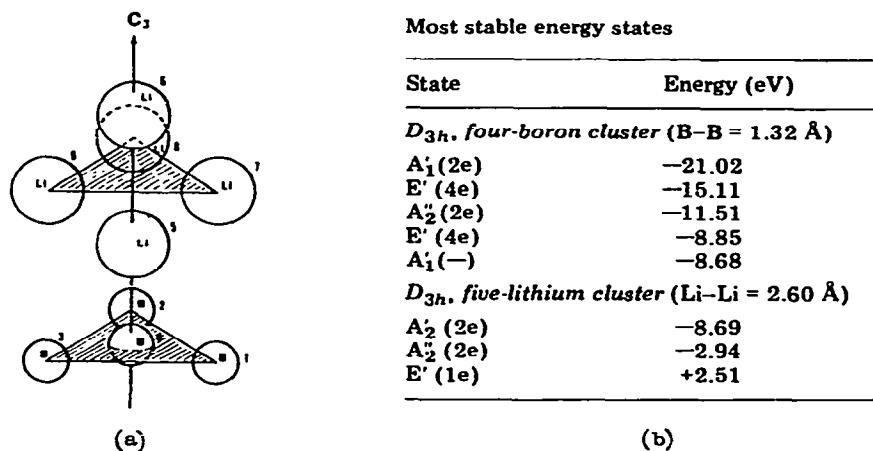 C₃
6
Li
8
Li
6
Li
7
Li
5
Li
2
3
1
(a)
Most stable energy states
State Energy (eV)
D₃ₕ, four-boron cluster (B–B = 1.32 Å)
A′₁(2e) −21.02
E′ (4e) −15.11
A″₂ (2e) −11.51
E′ (4e) −8.85
A′₁(—) −8.68
D₃ₕ, five-lithium cluster (Li–Li = 2.60 Å)
A′₂ (2e) −8.69
A″₂ (2e) −2.94
E′ (1e) +2.51
(b)